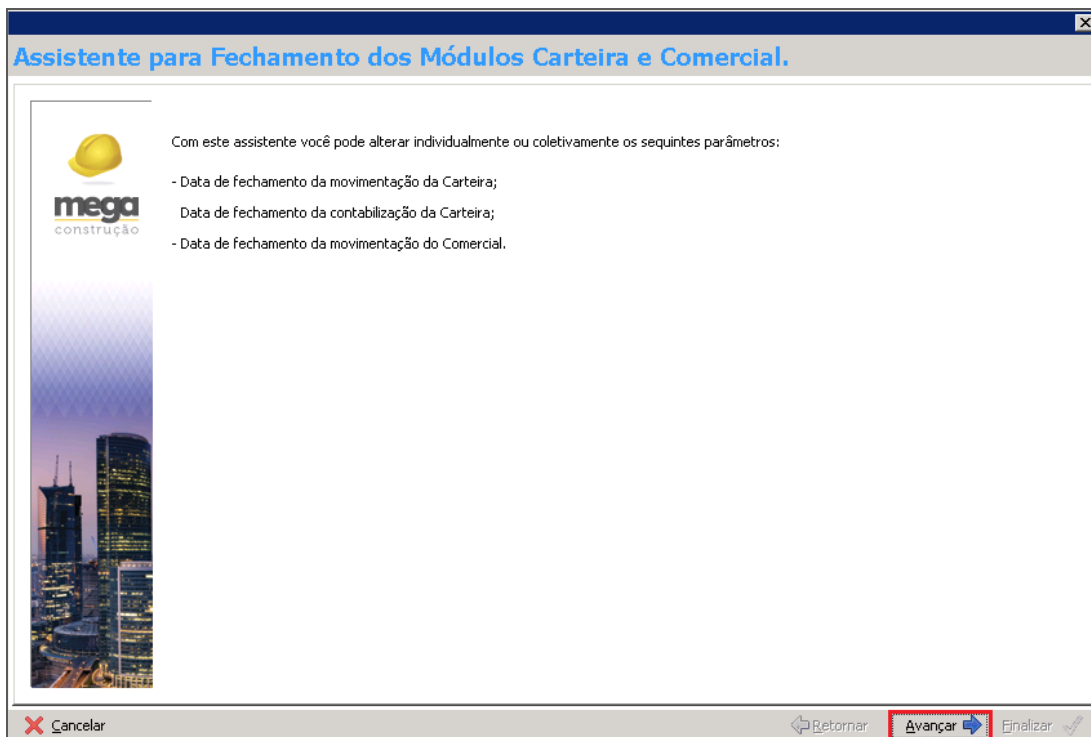 Assistente para Fechamento dos Módulos Carteira e Comercial.
mega
construção
Com este assistente você pode alterar individualmente ou coletivamente os sequintes parâmetros:
- Data de fechamento da movimentação da Carteira;
Data de fechamento da contabilização da Carteira;
- Data de fechamento da movimentação do Comercial.
Cancelar
Retornar
Avançar
Finalizar